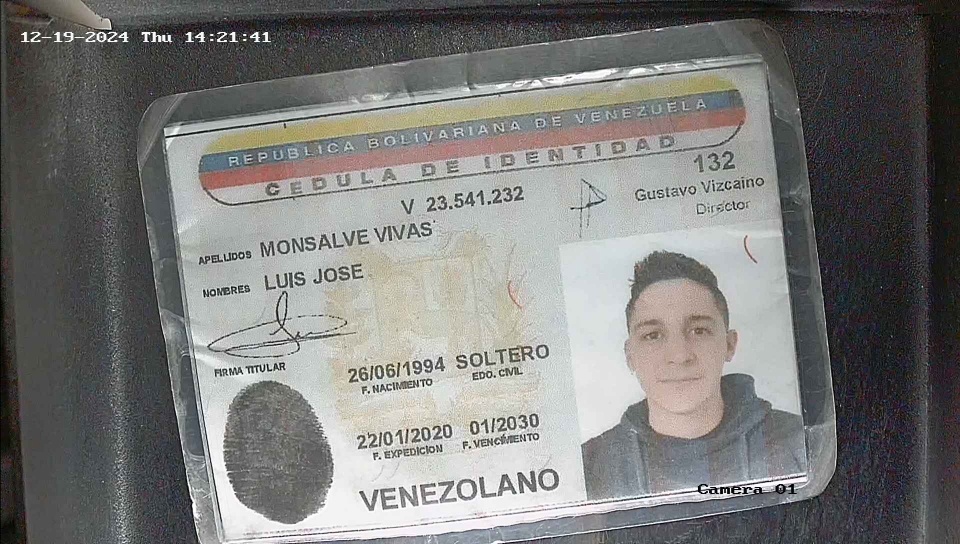 12-19-2024 Thu 14:21:41
REPUBLICA BOLIVARIANA DE VENEZUELA
CEDULA DE IDENTIDAD
132
V 23.541.232
Gustavo Vizcaino
Director
APELLIDOS MONSALVE VIVAS
NOMBRES LUIS JOSE
FIRMA TITULAR
26/06/1994 SOLTERO
F. NACIMIENTO EDO. CIVIL
22/01/2020 01/2030
F. EXPEDICION F. VENCIMIENTO
VENEZOLANO
Camera 01